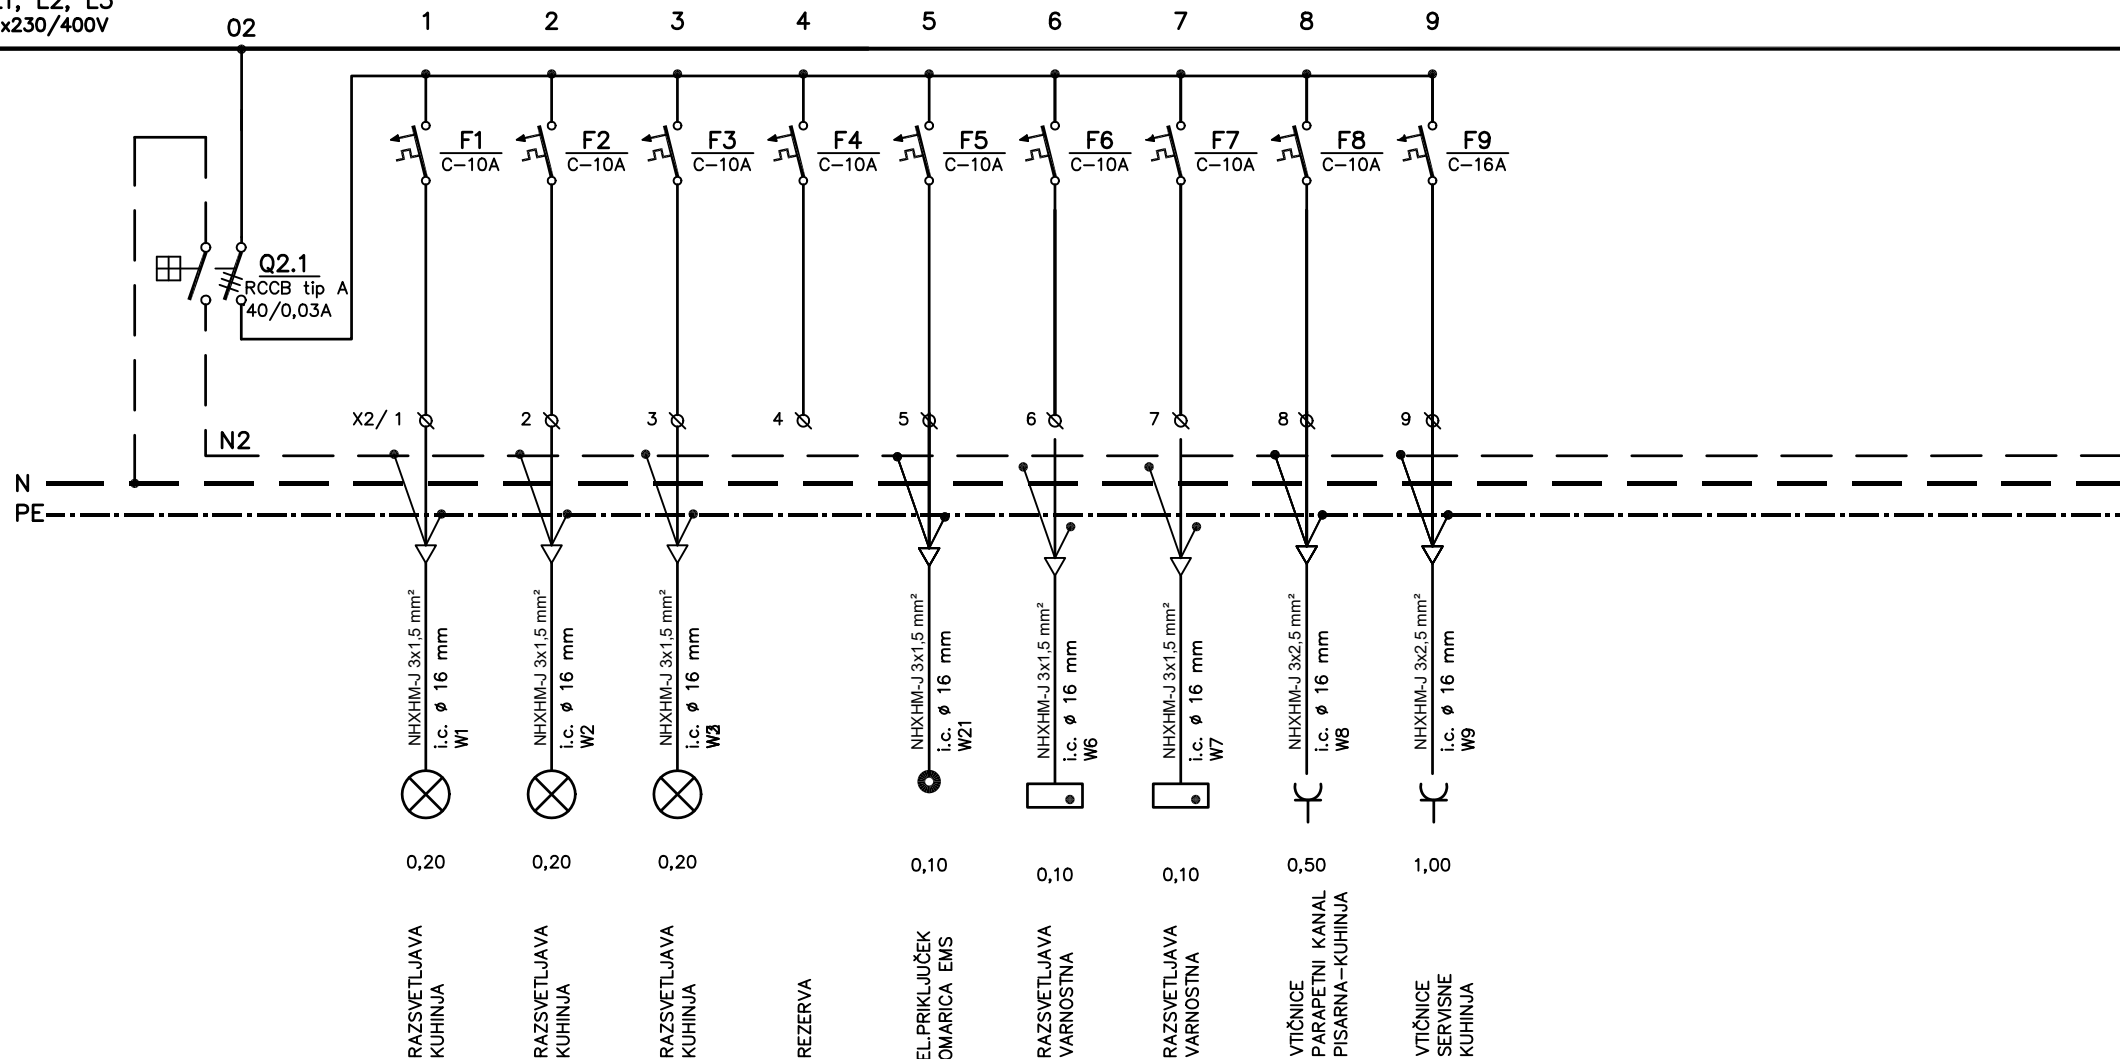 x230/400V
02
1 2 3 4 5 6 7 8 9
F1
C-10A
F2
C-10A
F3
C-10A
F4
C-10A
F5
C-10A
F6
C-10A
F7
C-10A
F8
C-10A
F9
C-16A
Q2.1
RCCB tip A
40/0,03A
X2/ 1 2 3 4 5 6 7 8 9
N2
N
PE
NHXHM-J 3x1,5 mm²
i.c. ø 16 mm
W1
NHXHM-J 3x1,5 mm²
i.c. ø 16 mm
W2
NHXHM-J 3x1,5 mm²
i.c. ø 16 mm
NHXHM-J 3x1,5 mm²
i.c. ø 16 mm
W21
NHXHM-J 3x1,5 mm²
i.c. ø 16 mm
W6
NHXHM-J 3x1,5 mm²
i.c. ø 16 mm
W7
NHXHM-J 3x2,5 mm²
i.c. ø 16 mm
W8
NHXHM-J 3x2,5 mm²
i.c. ø 16 mm
W9
0,20 0,20 0,20 0,10 0,10 0,10 0,50 1,00
RAZSVETLJAVA
KUHINJA
RAZSVETLJAVA
KUHINJA
RAZSVETLJAVA
KUHINJA
REZERVA
EL.PRIKLJUČEK
OMARICA EMS
RAZSVETLJAVA
VARNOSTNA
RAZSVETLJAVA
VARNOSTNA
VTIČNICE
PARAPETNI KANAL
PISARNA-KUHINJA
VTIČNICE
SERVISNE
KUHINJA